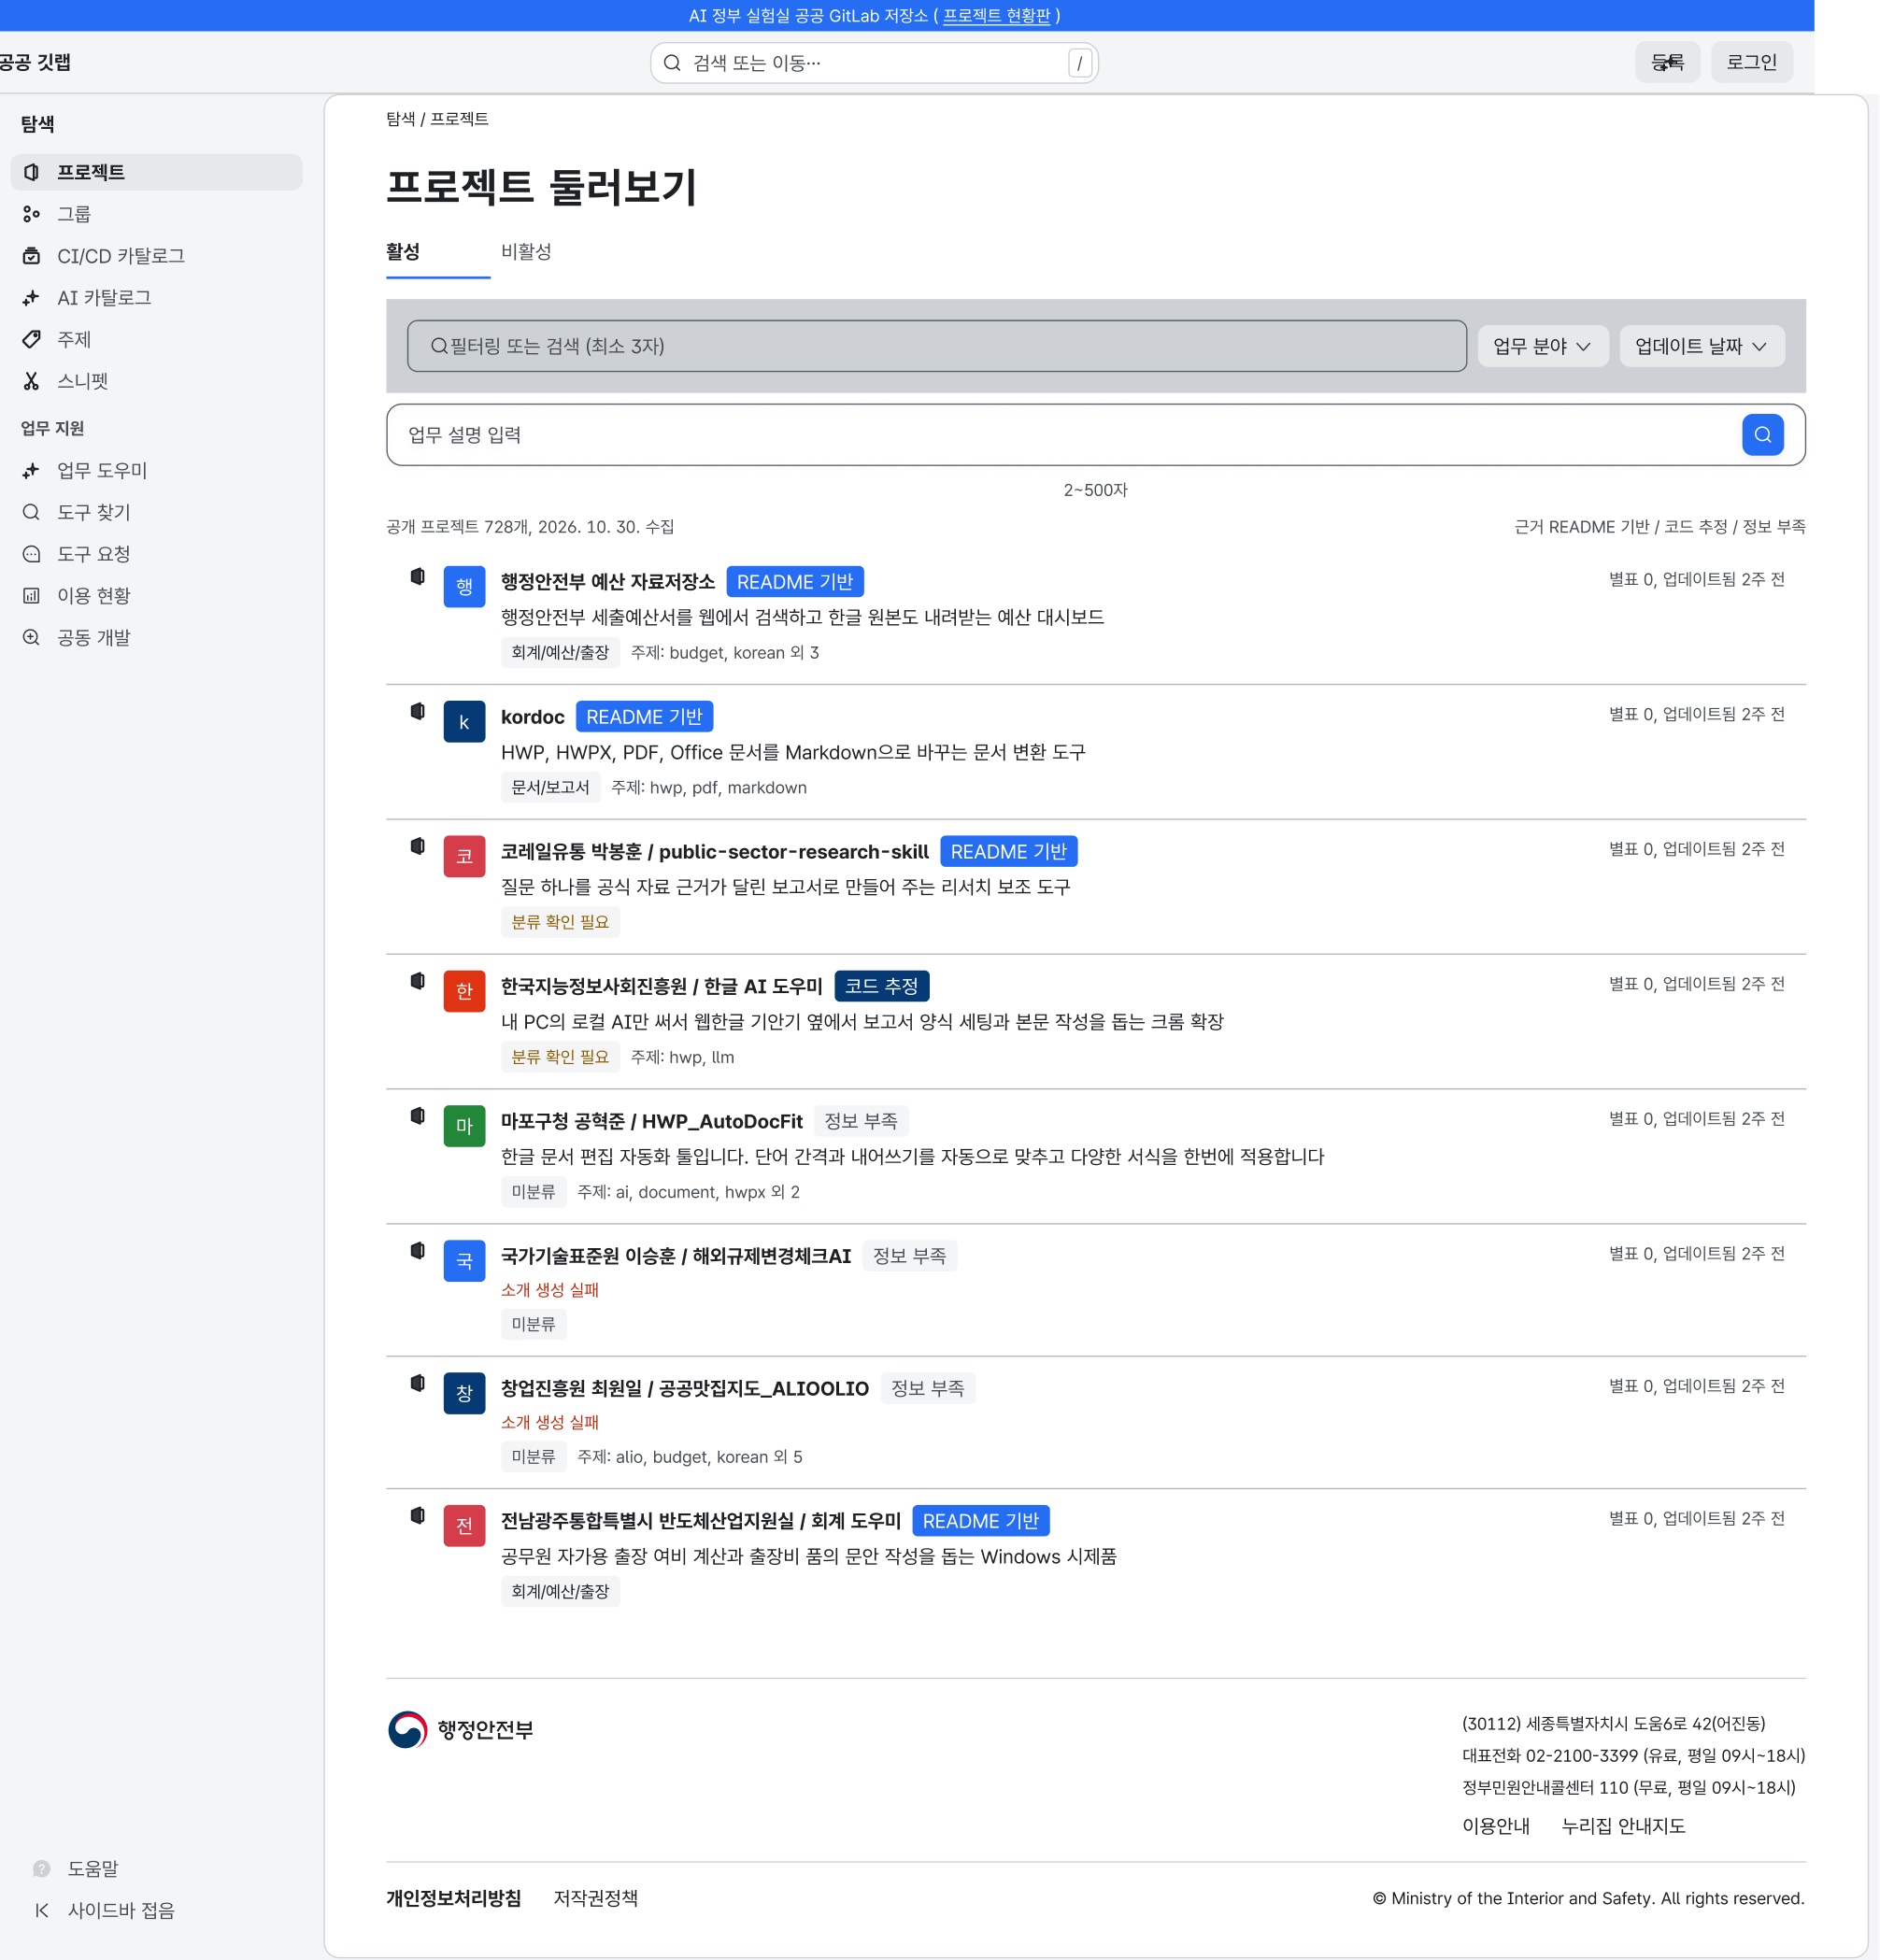 AI 정부 실험실 공공 GitLab 저장소 ( 프로젝트 현황판 )
공공 깃랩
검색 또는 이동...
/
등록
로그인
탐색
프로젝트
그룹
CI/CD 카탈로그
AI 카탈로그
주제
스니펫
업무 지원
업무 도우미
도구 찾기
도구 요청
이용 현황
공동 개발
도움말
사이드바 접음
탐색 / 프로젝트
프로젝트 둘러보기
활성
비활성
필터링 또는 검색 (최소 3자)
업무 분야
업데이트 날짜
업무 설명 입력
2~500자
공개 프로젝트 728개, 2026. 10. 30. 수집
근거 README 기반 / 코드 추정 / 정보 부족
행
행정안전부 예산 자료저장소 README 기반
별표 0, 업데이트됨 2주 전
행정안전부 세출예산서를 웹에서 검색하고 한글 원본도 내려받는 예산 대시보드
회계/예산/출장 주제: budget, korean 외 3
k
kordoc README 기반
별표 0, 업데이트됨 2주 전
HWP, HWPX, PDF, Office 문서를 Markdown으로 바꾸는 문서 변환 도구
문서/보고서 주제: hwp, pdf, markdown
코
코레일유통 박봉훈 / public-sector-research-skill README 기반
별표 0, 업데이트됨 2주 전
질문 하나를 공식 자료 근거가 달린 보고서로 만들어 주는 리서치 보조 도구
분류 확인 필요
한
한국지능정보사회진흥원 / 한글 AI 도우미 코드 추정
별표 0, 업데이트됨 2주 전
내 PC의 로컬 AI만 써서 웹한글 기안기 옆에서 보고서 양식 세팅과 본문 작성을 돕는 크롬 확장
분류 확인 필요 주제: hwp, llm
마
마포구청 공혁준 / HWP_AutoDocFit 정보 부족
별표 0, 업데이트됨 2주 전
한글 문서 편집 자동화 툴입니다. 단어 간격과 내어쓰기를 자동으로 맞추고 다양한 서식을 한번에 적용합니다
미분류 주제: ai, document, hwpx 외 2
국
국가기술표준원 이승훈 / 해외규제변경체크AI 정보 부족
별표 0, 업데이트됨 2주 전
소개 생성 실패
미분류
창
창업진흥원 최원일 / 공공맛집지도_ALIOOLIO 정보 부족
별표 0, 업데이트됨 2주 전
소개 생성 실패
미분류 주제: alio, budget, korean 외 5
전
전남광주통합특별시 반도체산업지원실 / 회계 도우미 README 기반
별표 0, 업데이트됨 2주 전
공무원 자가용 출장 여비 계산과 출장비 품의 문안 작성을 돕는 Windows 시제품
회계/예산/출장
행정안전부
(30112) 세종특별자치시 도움6로 42(어진동)
대표전화 02-2100-3399 (유료, 평일 09시~18시)
정부민원안내콜센터 110 (무료, 평일 09시~18시)
이용안내 누리집 안내지도
개인정보처리방침 저작권정책
© Ministry of the Interior and Safety. All rights reserved.